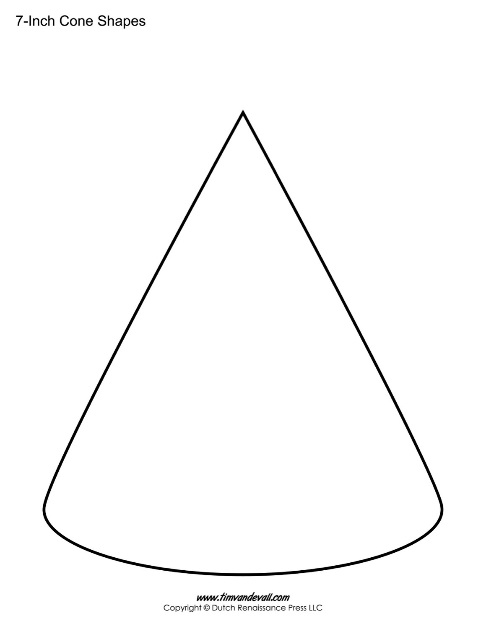 7-Inch Cone Shapes
www.timvandevall.com
Copyright © Dutch Renaissance Press LLC